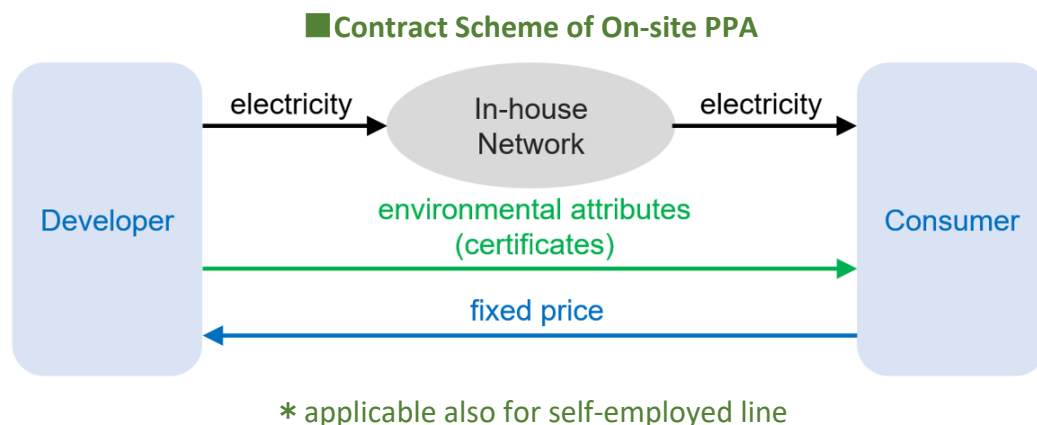 ■Contract Scheme of On-site PPA
electricity
In-house
Network
electricity
Developer
environmental attributes
(certificates)
Consumer
fixed price
* applicable also for self-employed line